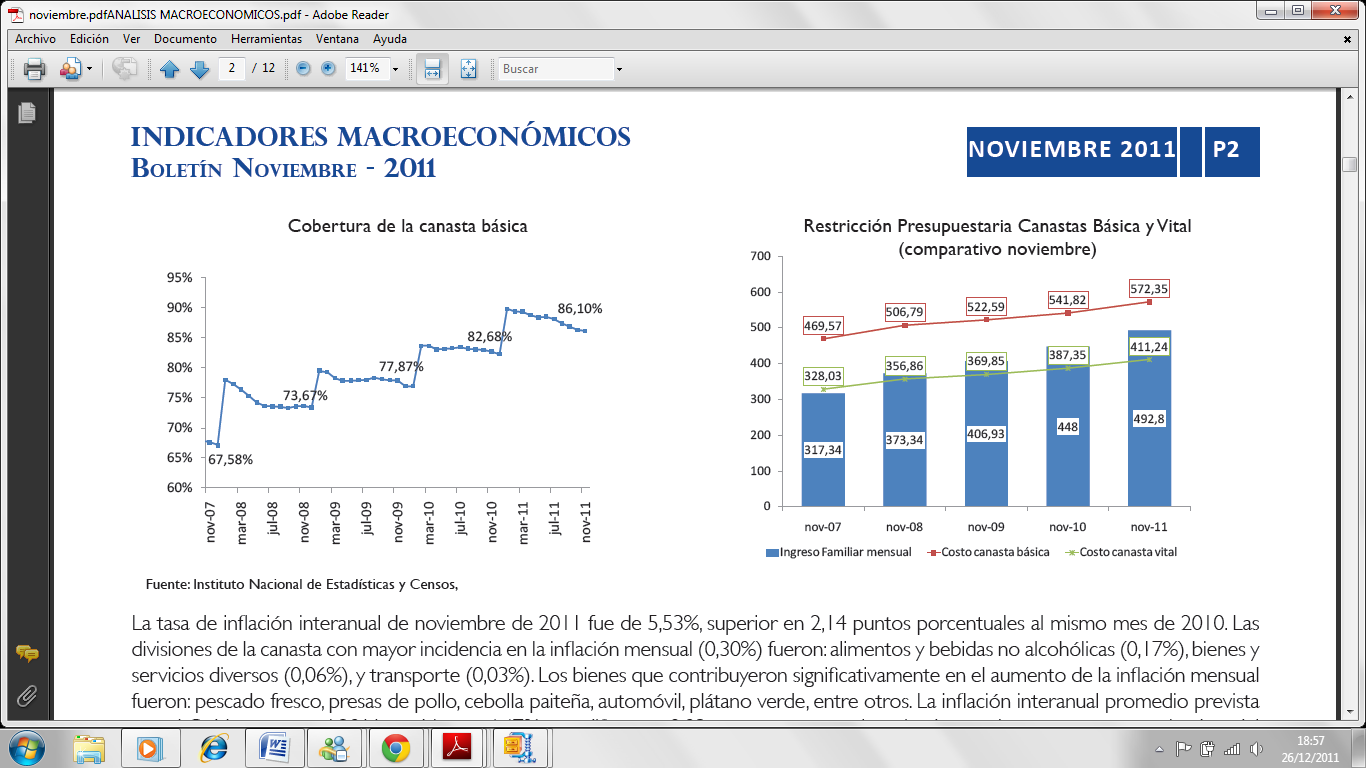 noviembre.pdfANALISIS MACROECONOMICOS.pdf - Adobe Reader
Archivo Edición Ver Documento Herramientas Ventana Ayuda
2 / 12 141% Buscar
INDICADORES MACROECONÓMICOS
BOLETÍN NOVIEMBRE - 2011
NOVIEMBRE 2011 P2
Cobertura de la canasta básica
95%
90%
85%
80%
75%
70%
65%
60%
67,58%
73,67%
77,87%
82,68%
86,10%
nov-07
mar-08
jul-08
nov-08
mar-09
jul-09
nov-09
mar-10
jul-10
nov-10
mar-11
jul-11
nov-11
Restricción Presupuestaria Canastas Básica y Vital
(comparativo noviembre)
700
600
500
400
300
200
100
0
469,57 506,79 522,59 541,82 572,35
328,03 356,86 369,85 387,35 411,24
317,34 373,34 406,93 448 492,8
nov-07 nov-08 nov-09 nov-10 nov-11
Ingreso Familiar mensual Costo canasta básica Costo canasta vital
Fuente: Instituto Nacional de Estadísticas y Censos,
La tasa de inflación interanual de noviembre de 2011 fue de 5,53%, superior en 2,14 puntos porcentuales al mismo mes de 2010. Las
divisiones de la canasta con mayor incidencia en la inflación mensual (0,30%) fueron: alimentos y bebidas no alcohólicas (0,17%), bienes y
servicios diversos (0,06%), y transporte (0,03%). Los bienes que contribuyeron significativamente en el aumento de la inflación mensual
fueron: pescado fresco, presas de pollo, cebolla paiteña, automóvil, plátano verde, entre otros. La inflación interanual promedio prevista
18:57
26/12/2011